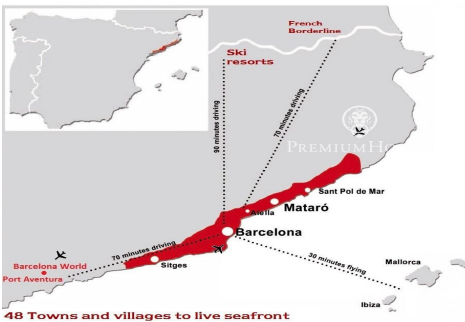 French
Borderline
Ski
resorts
90 minutes driving
70 minutes driving
PREMIUMHO
Sant Pol de Mar
Alella
Mataró
Barcelona
70 minutes driving
30 minutes flying
Barcelona World
Port Aventura
Sitges
Mallorca
Ibiza
48 Towns and villages to live seafront